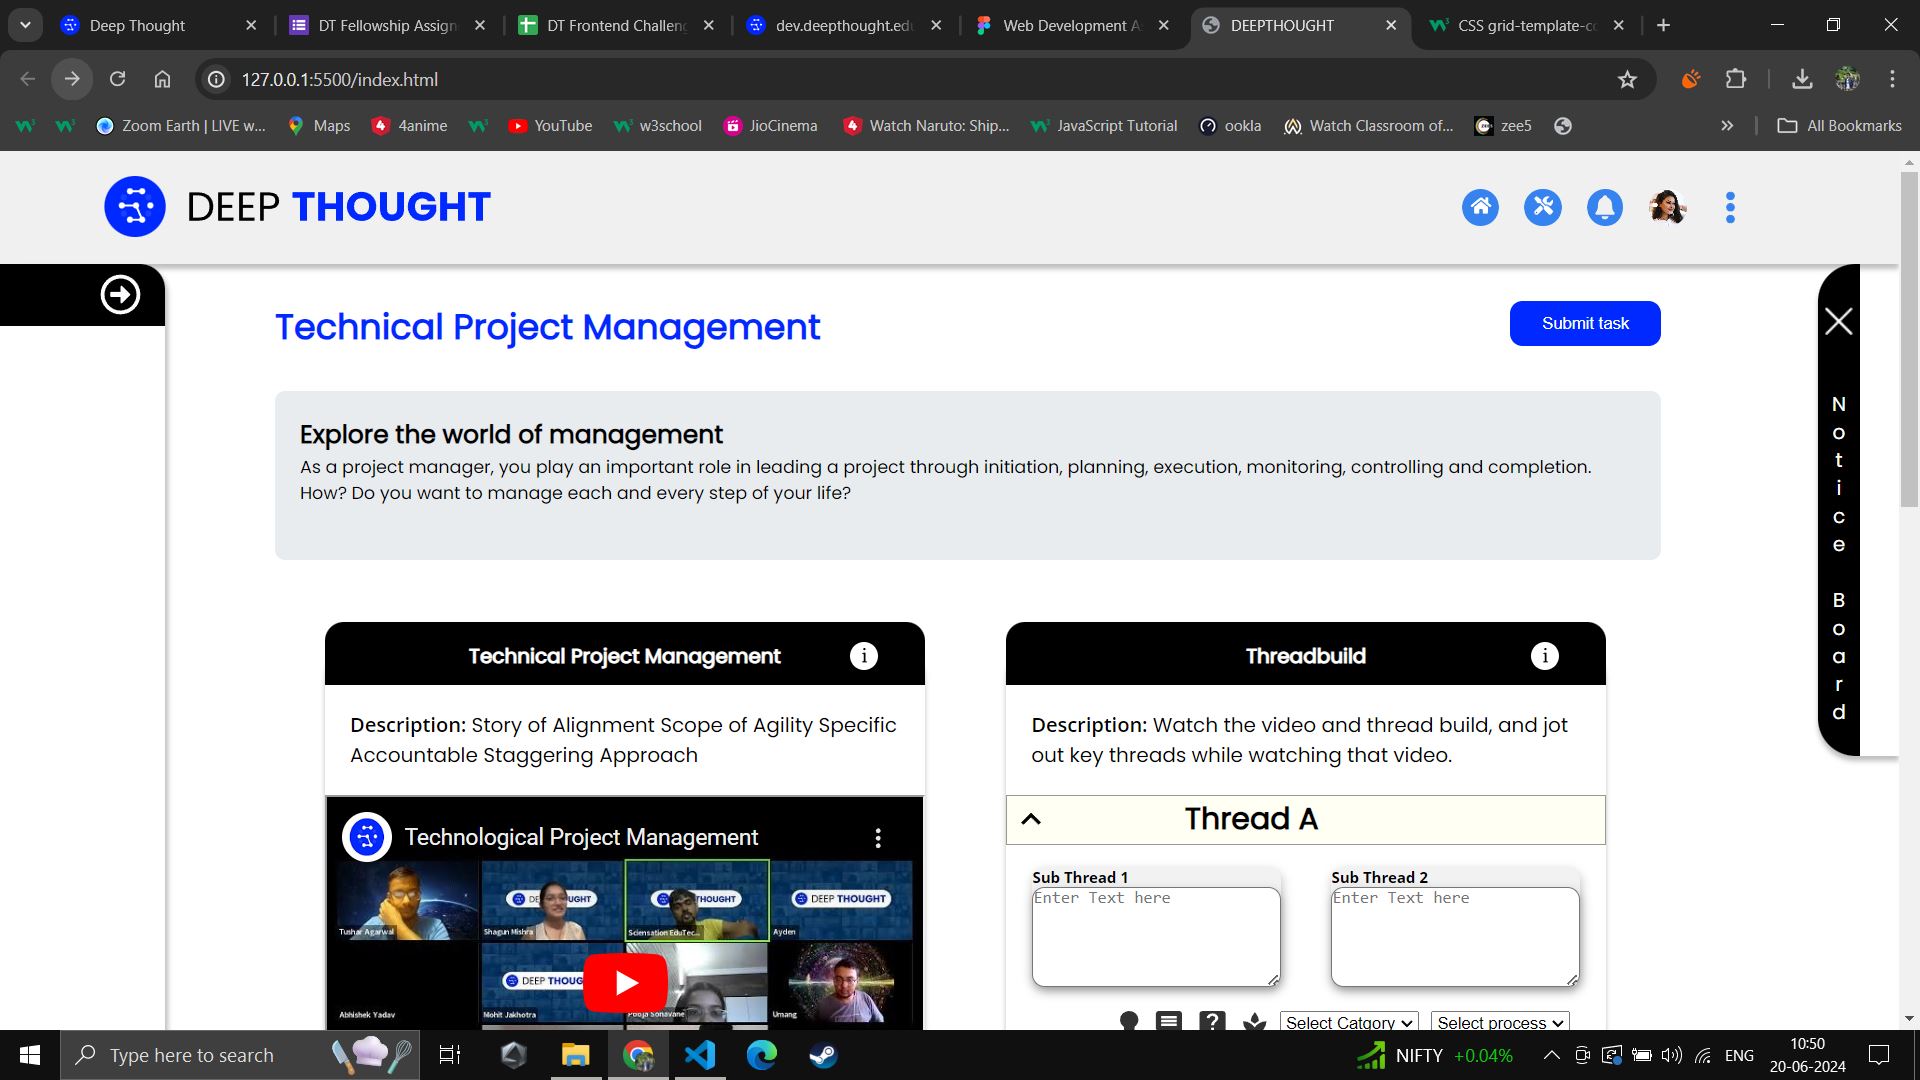 Deep Thought
DT Fellowship Assign
DT Frontend Challeng
dev.deepthought.edu
Web Development A
DEEPTHOUGHT
CSS grid-template-co
127.0.0.1:5500/index.html
Zoom Earth | LIVE w...
Maps
4anime
YouTube
w3school
JioCinema
Watch Naruto: Ship...
JavaScript Tutorial
ookla
Watch Classroom of...
zee5
All Bookmarks
DEEP THOUGHT
Technical Project Management
Submit task
Explore the world of management
As a project manager, you play an important role in leading a project through initiation, planning, execution, monitoring, controlling and completion.
How? Do you want to manage each and every step of your life?
Notice Board
Technical Project Management
i
Description: Story of Alignment Scope of Agility Specific
Accountable Staggering Approach
Technological Project Management
Tushar Agarwal
Shagun Mishra
Sciensation EduTec...
Ayden
DEEP THOUGHT
Abhishek Yadav
Mohit Jakhotra
Pooja Sonavane
Umang
Threadbuild
i
Description: Watch the video and thread build, and jot
out key threads while watching that video.
Thread A
Sub Thread 1
Enter Text here
Sub Thread 2
Enter Text here
?
Select Catgory
Select process
Type here to search
NIFTY +0.04%
ENG
10:50
20-06-2024